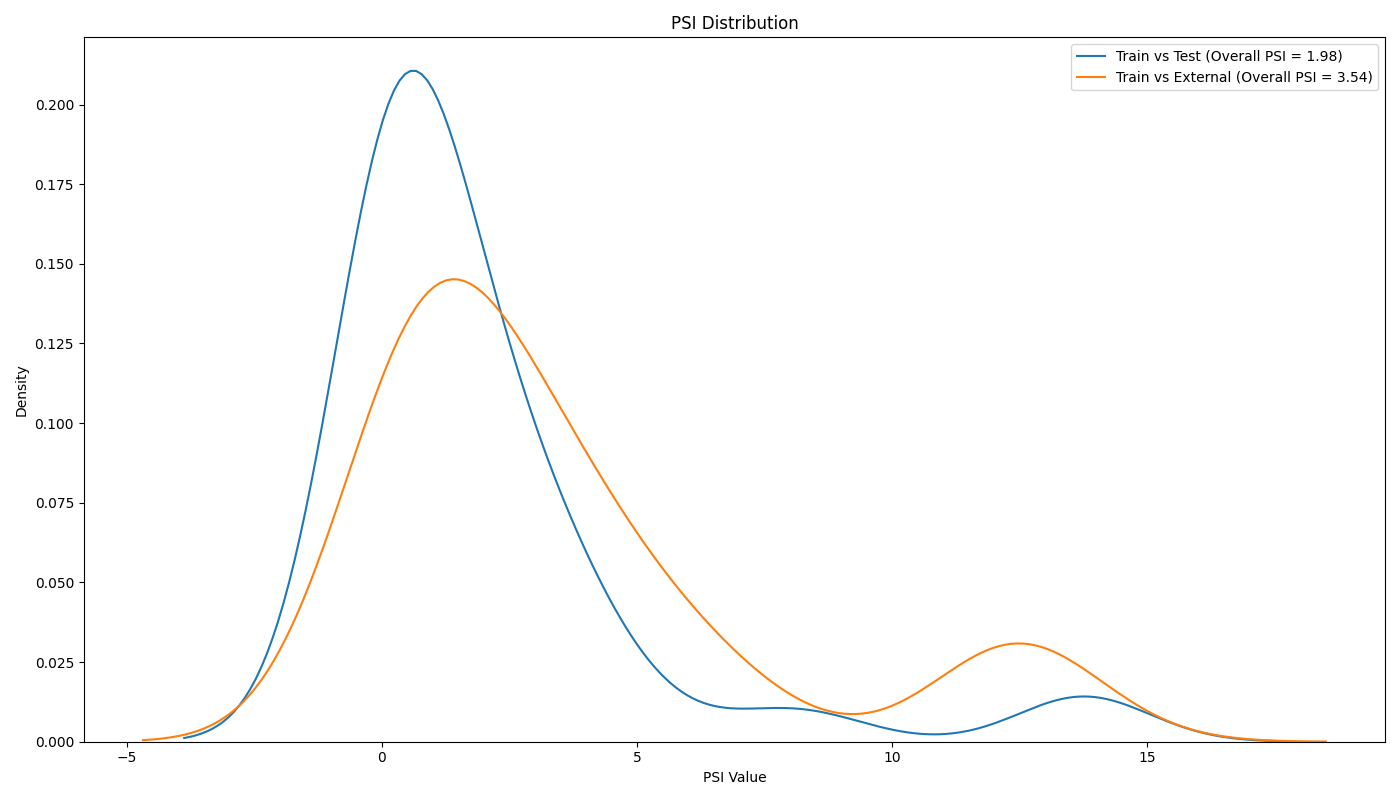 PSI Distribution
Train vs Test (Overall PSI = 1.98)
Train vs External (Overall PSI = 3.54)
Density
0.200
0.175
0.150
0.125
0.100
0.075
0.050
0.025
0.000
−5
0
5
10
15
PSI Value